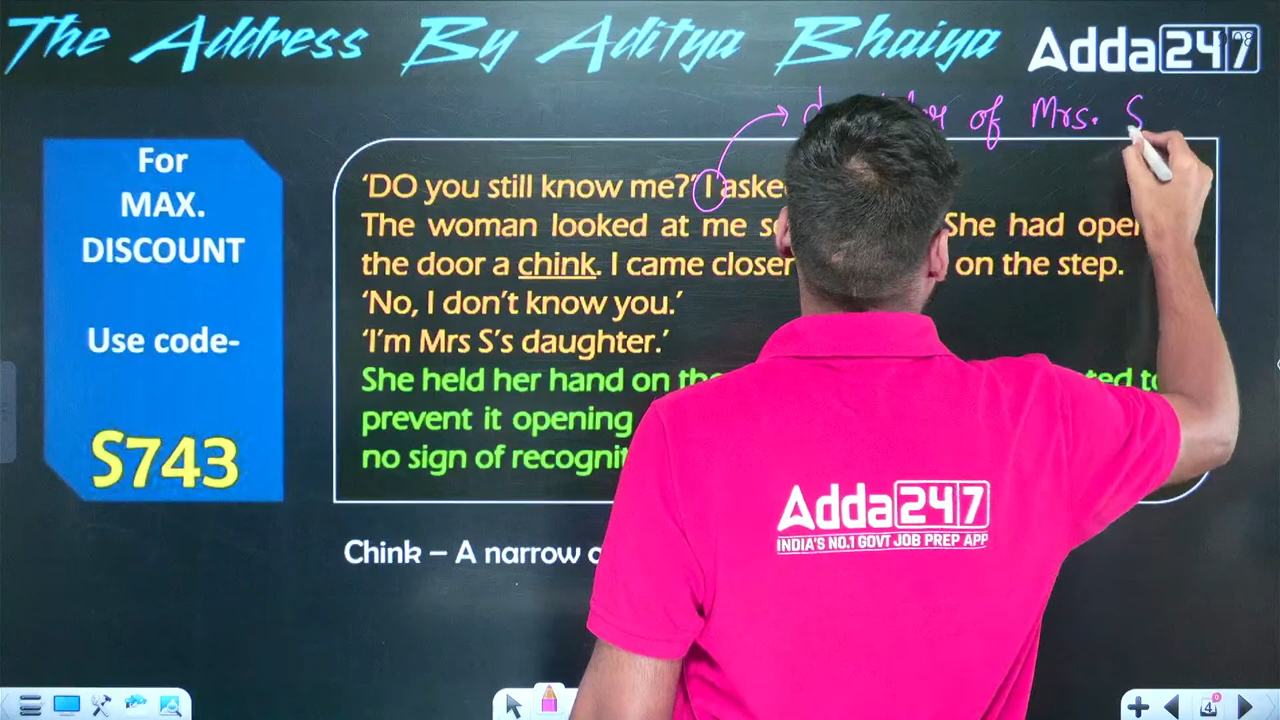 The Address By Aditya Bhaiya
Adda247
of Mrs. S
For
MAX.
DISCOUNT
Use code-
S743
‘DO you still know me?’ I aske
The woman looked at me She had open
the door a chink. I came closer on the step.
‘No, I don’t know you.’
‘I’m Mrs S’s daughter.’
She held her hand on the to
prevent it opening
no sign of recognit
Chink – A narrow
Adda247
INDIA'S NO.1 GOVT JOB PREP APP
4